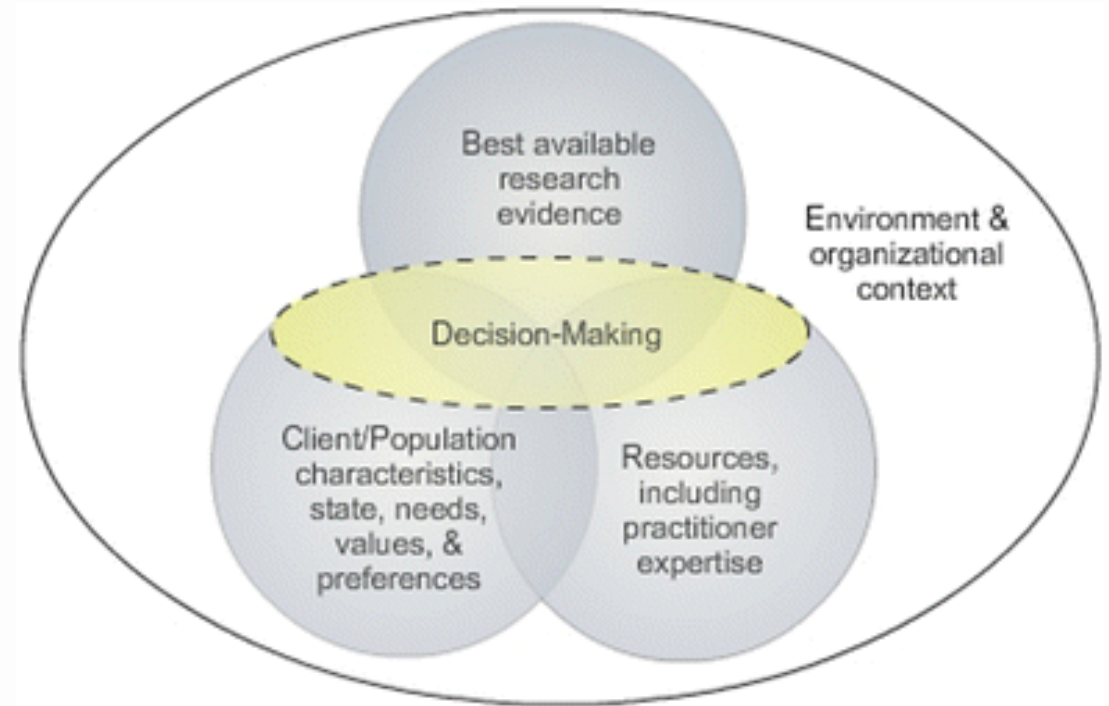 Best available
research
evidence
Environment &
organizational
context
Decision-Making
Client/Population
characteristics,
state, needs,
values, &
preferences
Resources,
including
practitioner
expertise